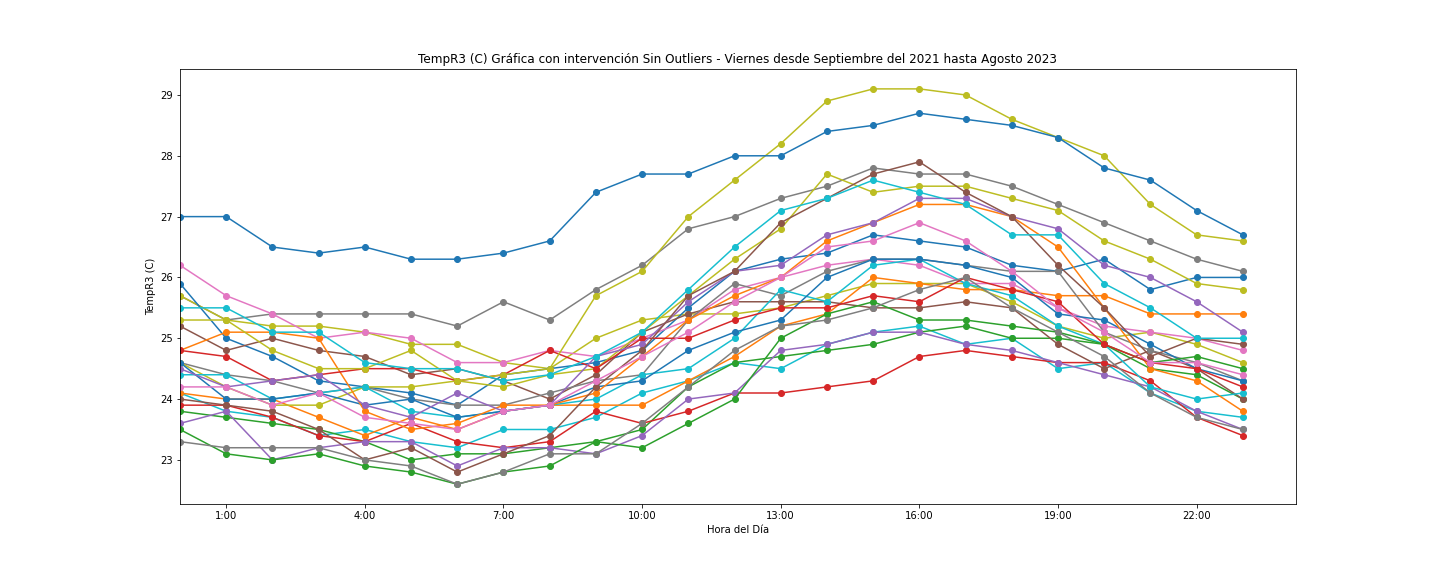 TempR3 (C) Gráfica con intervención Sin Outliers - Viernes desde Septiembre del 2021 hasta Agosto 2023
29
28
27
26
25
24
23
TempR3 (C)
1:00 4:00 7:00 10:00 13:00 16:00 19:00 22:00
Hora del Día